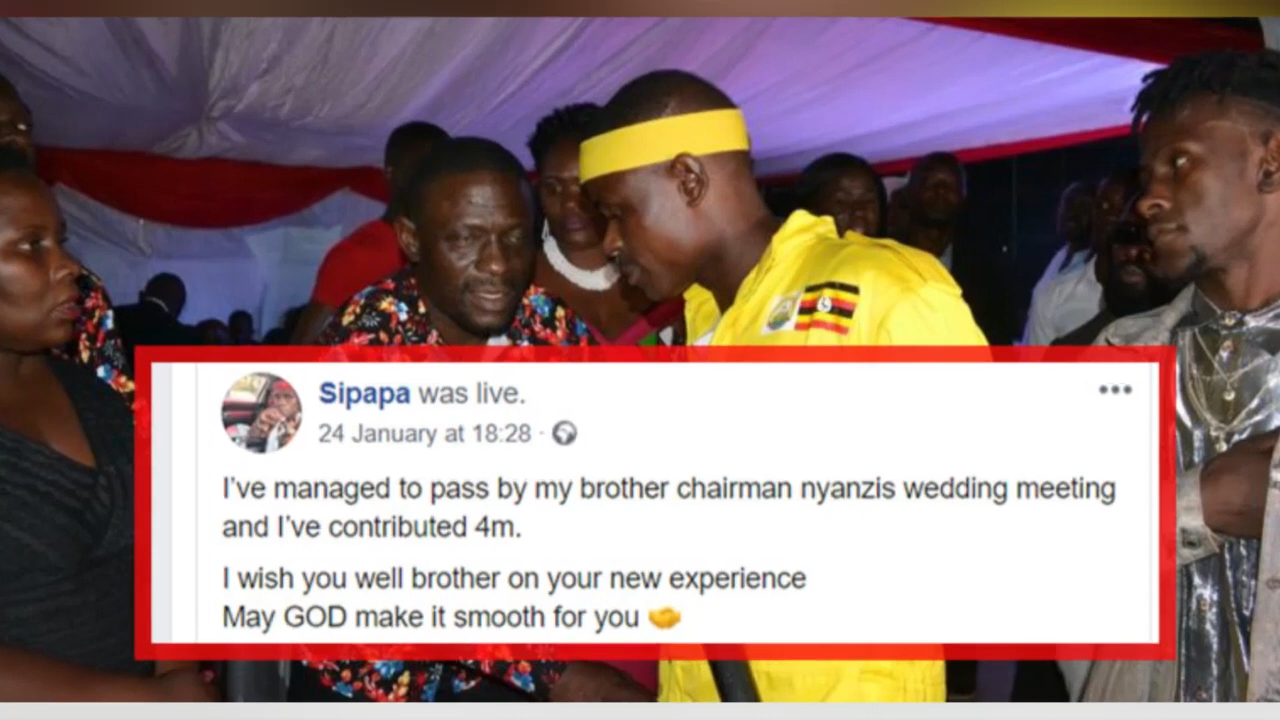 Sipapa was live.
24 January at 18:28 ·
I've managed to pass by my brother chairman nyanzis wedding meeting
and I've contributed 4m.
I wish you well brother on your new experience
May GOD make it smooth for you 🤝